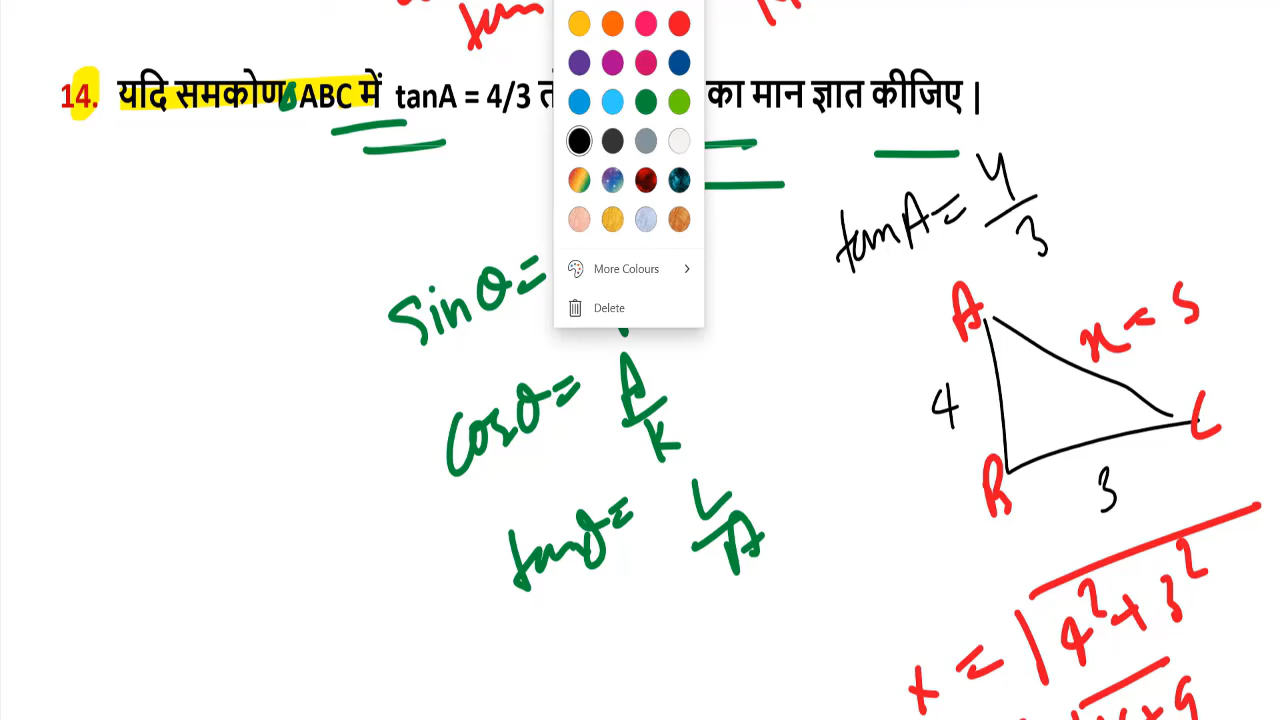 14. यदि समकोण ΔABC में tanA = 4/3 का मान ज्ञात कीजिए |
tanA = 4/3
sinθ =
A
x = 5
cosθ = A/K
4
C
B
3
tanθ = L/A
x = √4² + 3²
More Colours
Delete